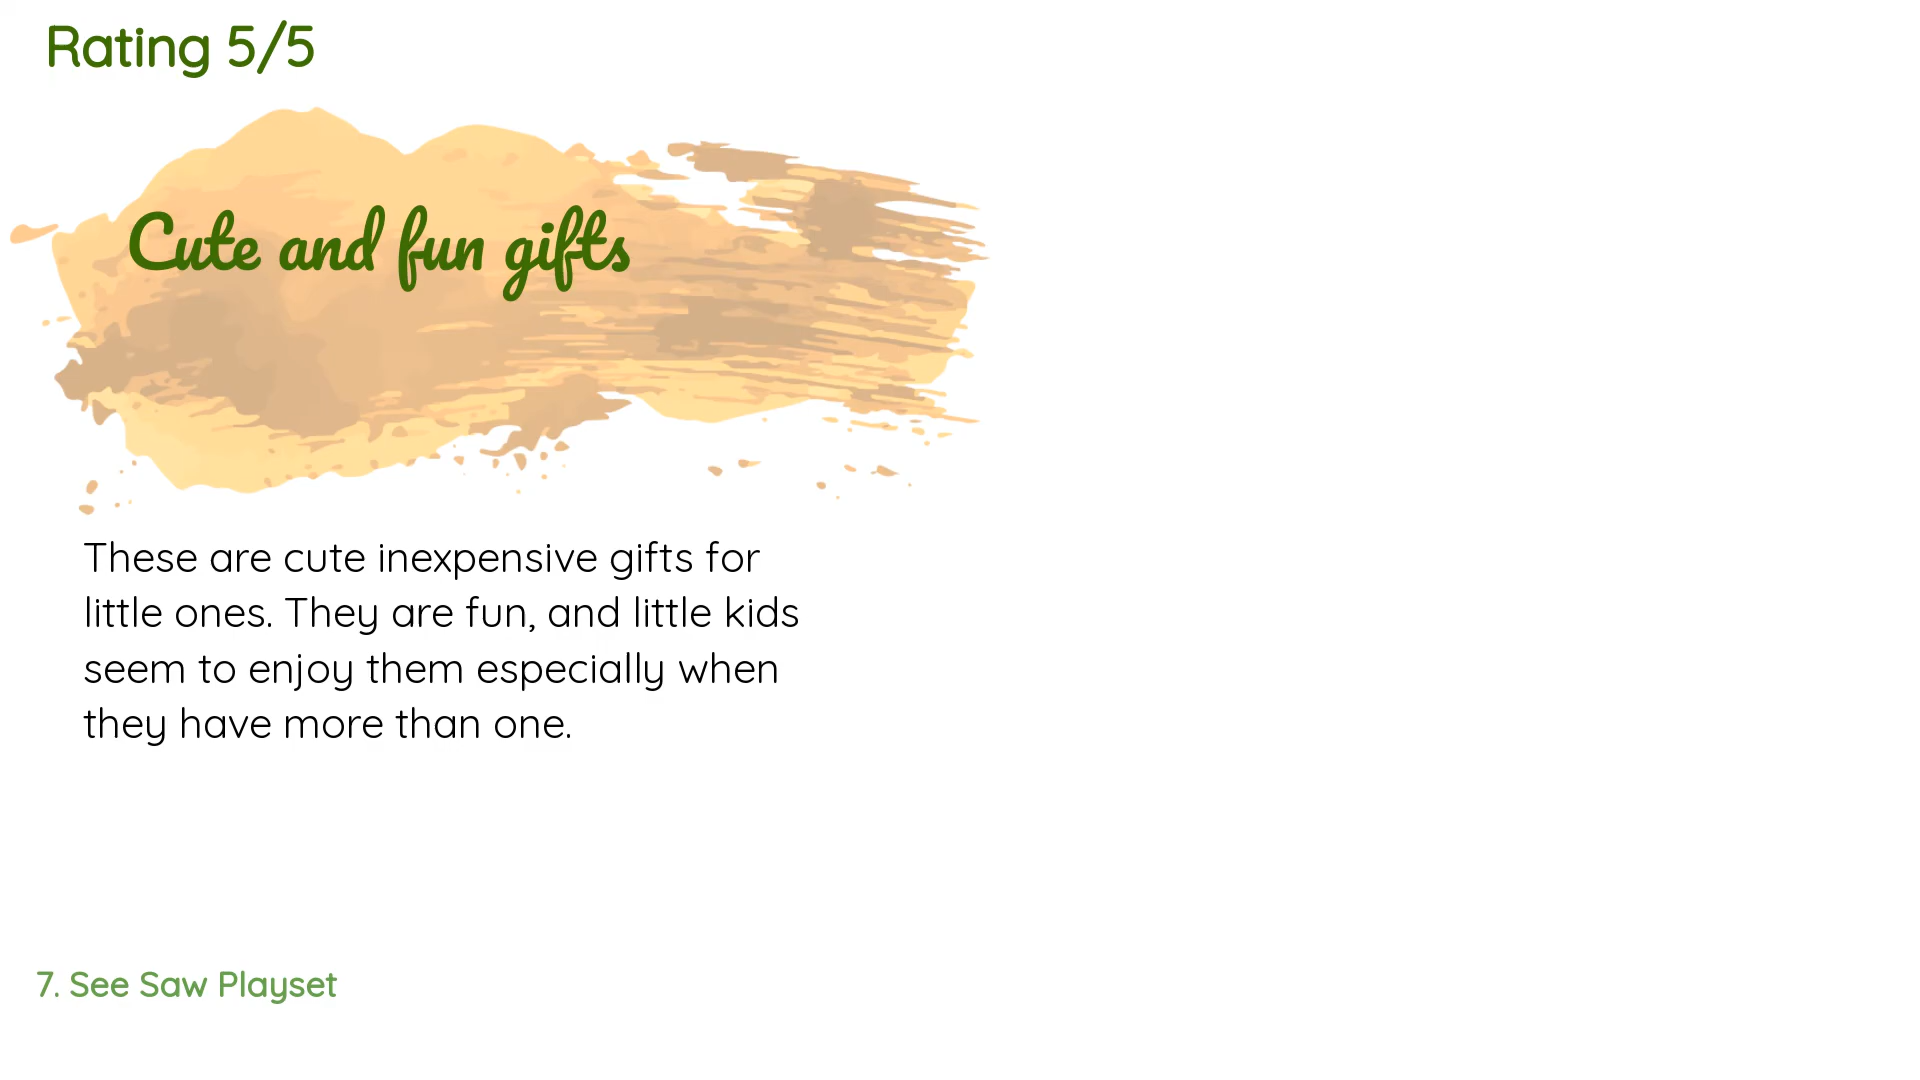 Rating 5/5
Cute and fun gifts
These are cute inexpensive gifts for
little ones. They are fun, and little kids
seem to enjoy them especially when
they have more than one.
7. See Saw Playset